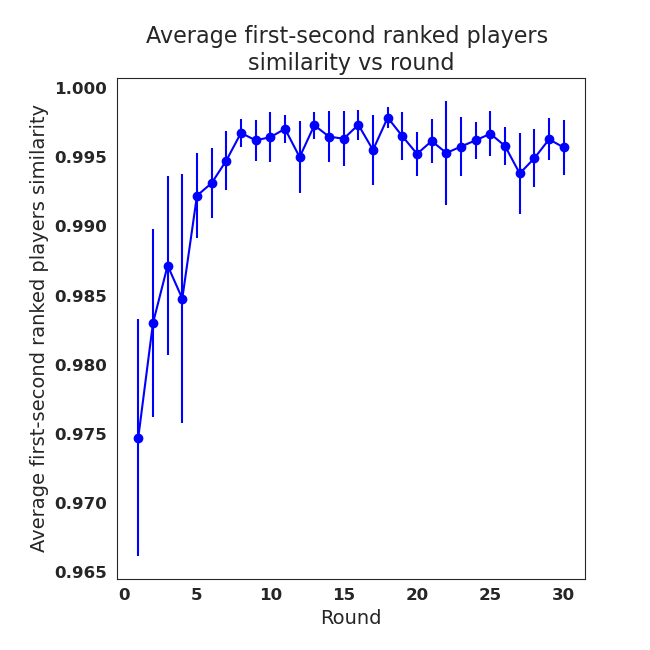 Average first-second ranked players
similarity vs round
Average first-second ranked players similarity
1.000
0.995
0.990
0.985
0.980
0.975
0.970
0.965
0 5 10 15 20 25 30
Round